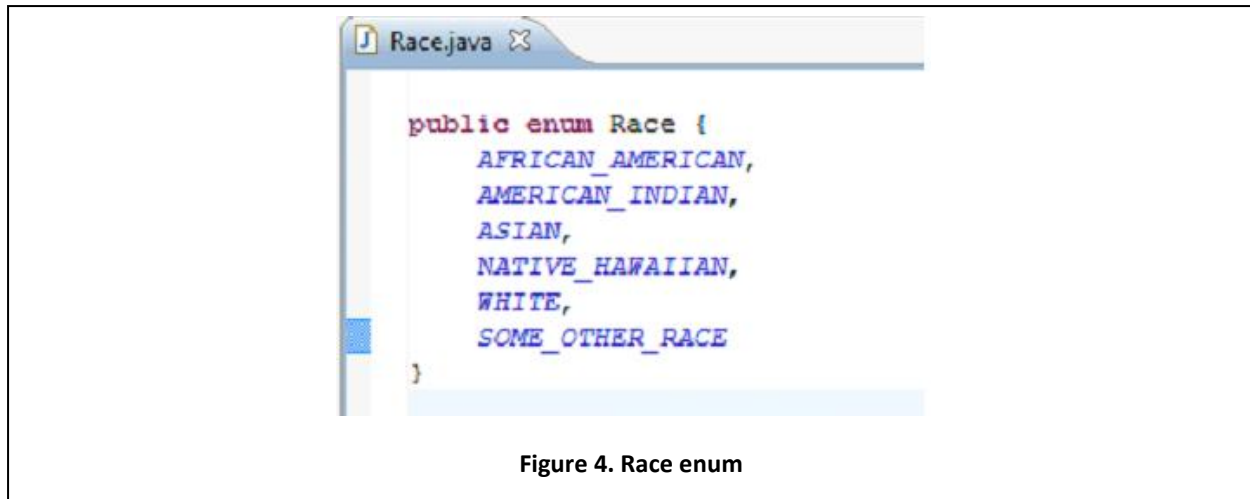 Race.java
public enum Race {
AFRICAN_AMERICAN,
AMERICAN_INDIAN,
ASIAN,
NATIVE_HAWAIIAN,
WHITE,
SOME_OTHER_RACE
}
Figure 4. Race enum